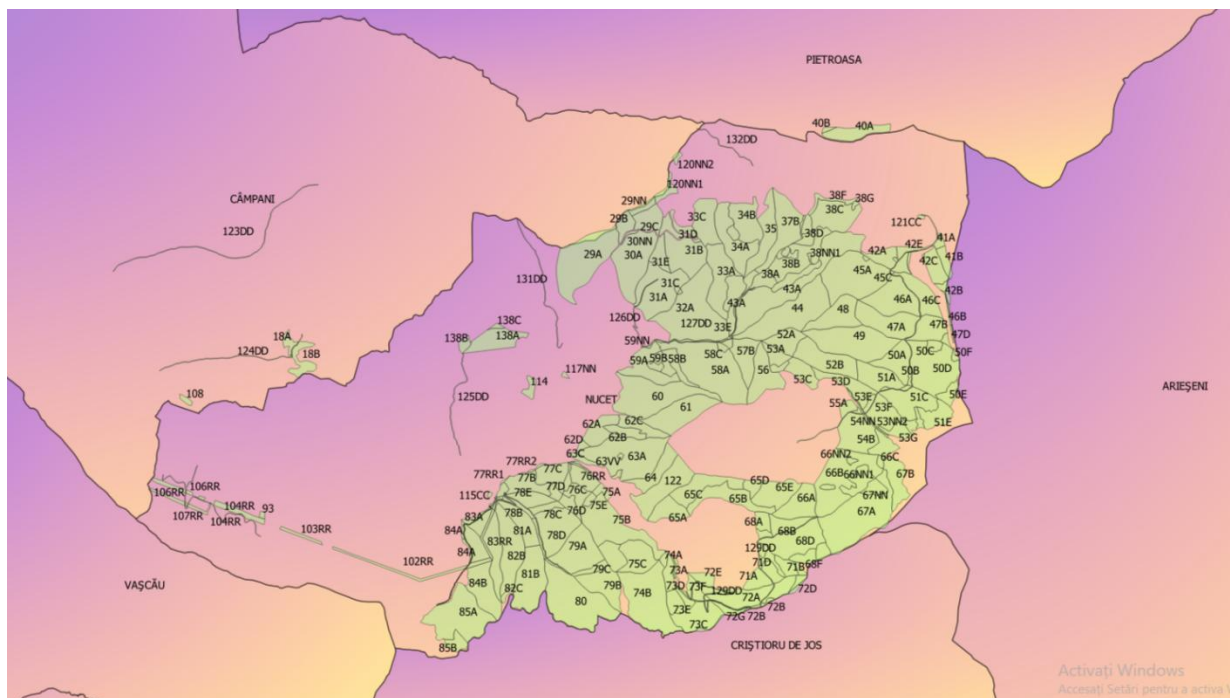 PIETROASA
40B
40A
132DD
120NN2
120NN1
CÂMPANI
123DD
29NN
29B
29C
33C
34B
37B
38F
38G
38C
35
31D
38D
121CC
41A
30NN
31B
34A
42E
29A
30A
31E
38B
38NN1
42A
42C
41B
131DD
33A
38A
45A
45C
31C
43A
42B
31A
32A
43A
44
48
46A
46C
126DD
127DD
33E
46B
138C
138B
138A
59NN
52A
49
47A
47B
47D
18A
18B
124DD
59A
59B
58B
58C
57B
53A
50A
50C
50F
58A
56
52B
50B
50D
117NN
114
53C
53D
51A
ARIEȘENI
108
125DD
NUCET
60
61
55A
53E
53F
51C
50E
62A
62C
54NN
53NN2
51E
62D
62B
54B
53G
63C
63VV
63A
66NN2
66C
77RR2
77RR1
77B
77C
76RR
64
122
66B
66NN1
67B
106RR
106RR
115CC
78E
77D
76C
75A
65D
65E
65C
65B
66A
67NN
107RR
104RR
104RR
93
83A
78B
78C
76D
75E
75B
65A
67A
103RR
84A
83RR
81A
78D
79A
68A
68B
68D
84A
82B
129DD
102RR
74A
VAȘCĂU
84B
81B
79C
75C
73A
72E
71D
71A
71B
68F
82C
79B
74B
73D
73F
129DD
72D
85A
80
73E
72A
72B
72G
72B
73C
85B
CRIȘTIORU DE JOS
Activați Windows